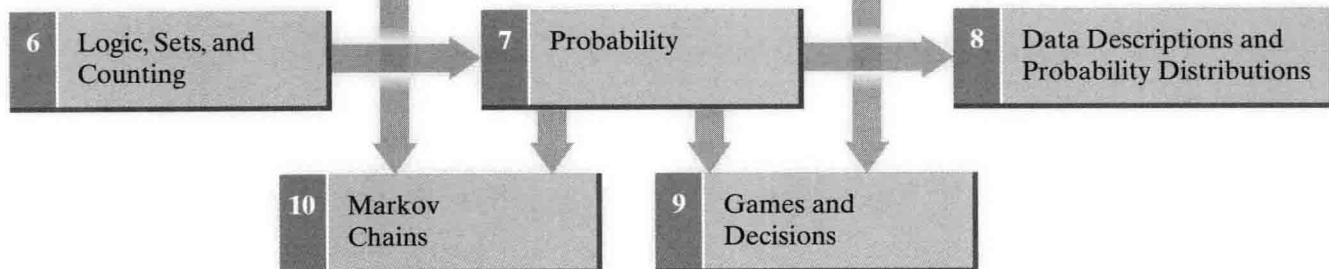 6 Logic, Sets, and
Counting
7 Probability
8 Data Descriptions and
Probability Distributions
10 Markov
Chains
9 Games and
Decisions